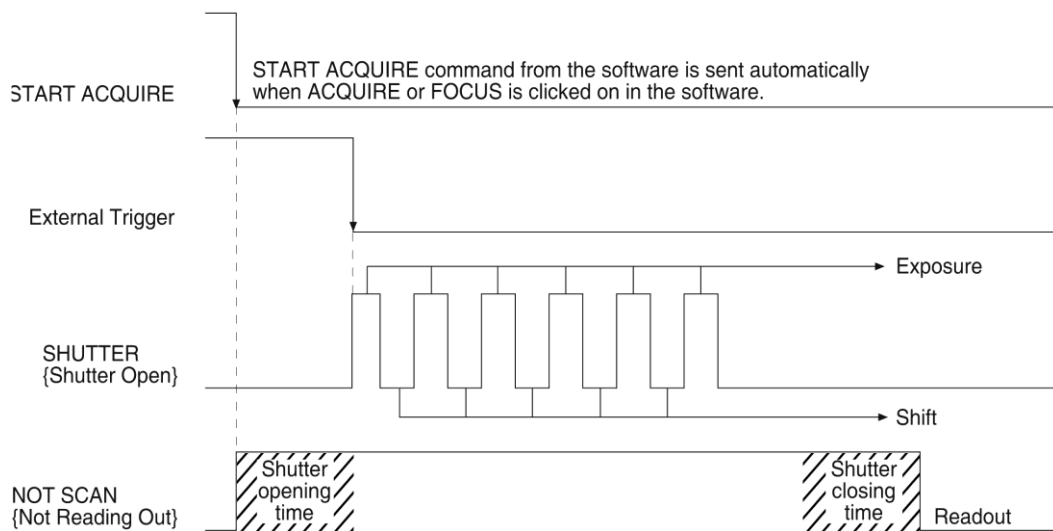 START ACQUIRE command from the software is sent automatically
when ACQUIRE or FOCUS is clicked on in the software.
START ACQUIRE
External Trigger
Exposure
SHUTTER
{Shutter Open}
Shift
NOT SCAN
{Not Reading Out}
Shutter
opening
time
Shutter
closing
time
Readout